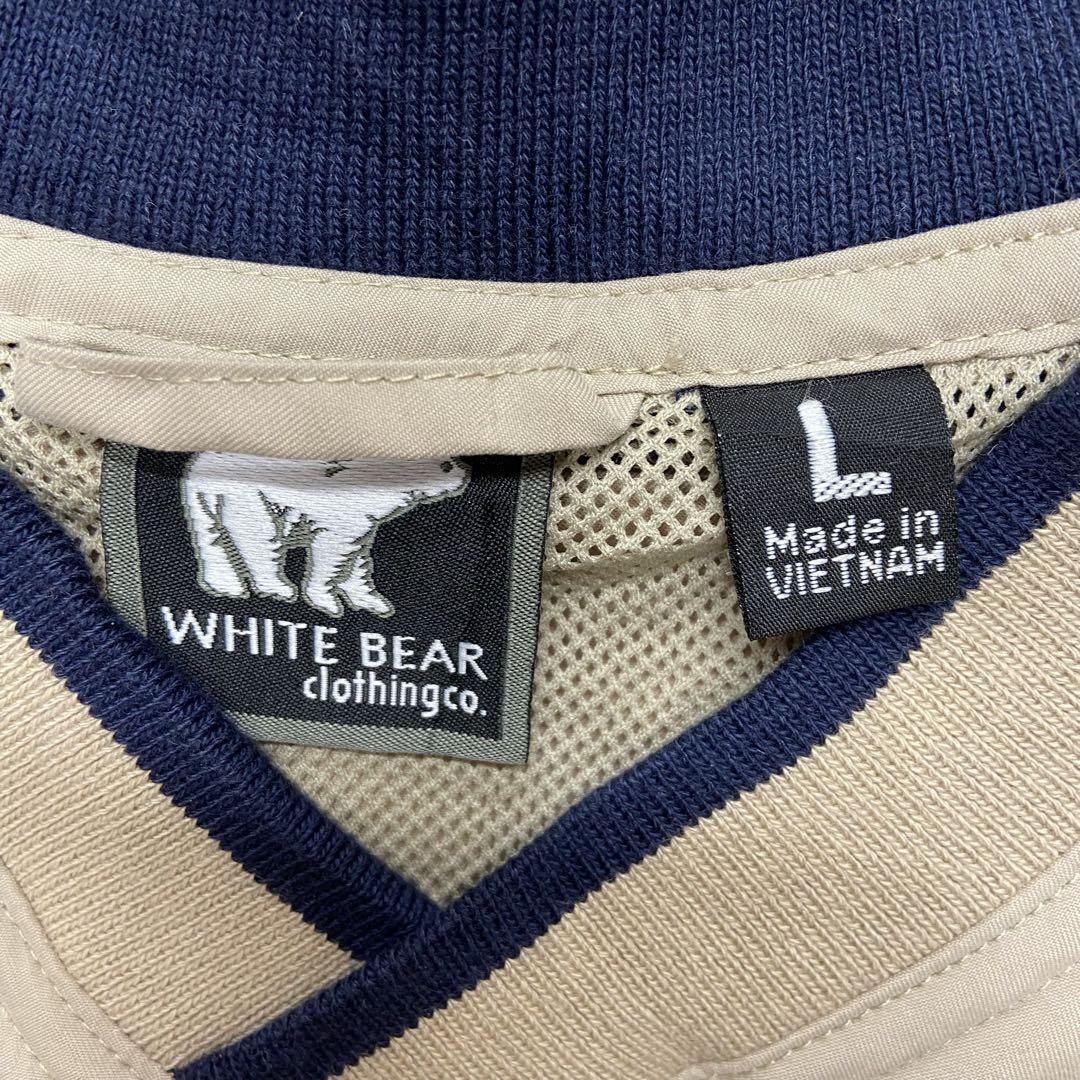 WHITE BEAR
clothingco.
L
Made in
VIETNAM